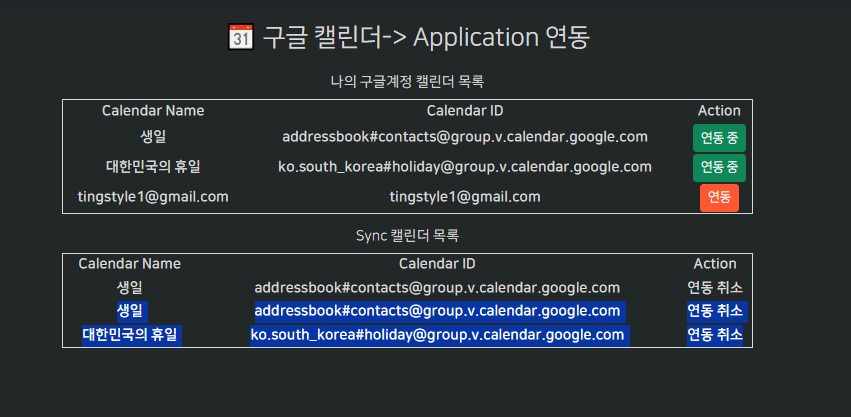 31 구글 캘린더-> Application 연동
나의 구글계정 캘린더 목록
Calendar Name Calendar ID Action
생일 addressbook#contacts@group.v.calendar.google.com 연동 중
대한민국의 휴일 ko.south_korea#holiday@group.v.calendar.google.com 연동 중
tingstyle1@gmail.com tingstyle1@gmail.com 연동
Sync 캘린더 목록
Calendar Name Calendar ID Action
생일 addressbook#contacts@group.v.calendar.google.com 연동 취소
생일 addressbook#contacts@group.v.calendar.google.com 연동 취소
대한민국의 휴일 ko.south_korea#holiday@group.v.calendar.google.com 연동 취소